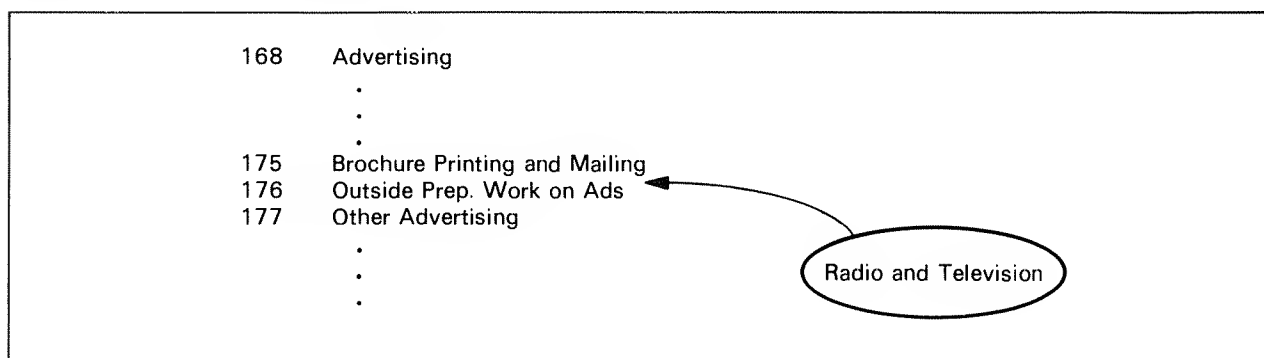 168 Advertising
.
.
.
175 Brochure Printing and Mailing
176 Outside Prep. Work on Ads
177 Other Advertising
.
.
.
Radio and Television